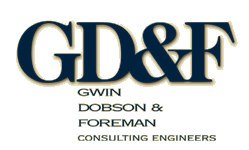 GD&F
GWIN
DOBSON &
FOREMAN
CONSULTING ENGINEERS